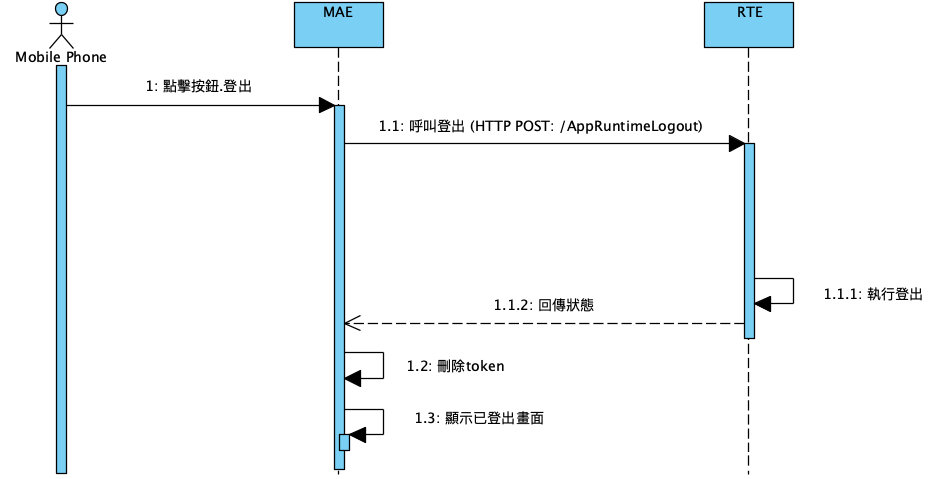 MAE
RTE
Mobile Phone
1: 點擊按鈕.登出
1.1: 呼叫登出 (HTTP POST: /AppRuntimeLogout)
1.1.1: 執行登出
1.1.2: 回傳狀態
1.2: 刪除token
1.3: 顯示已登出畫面